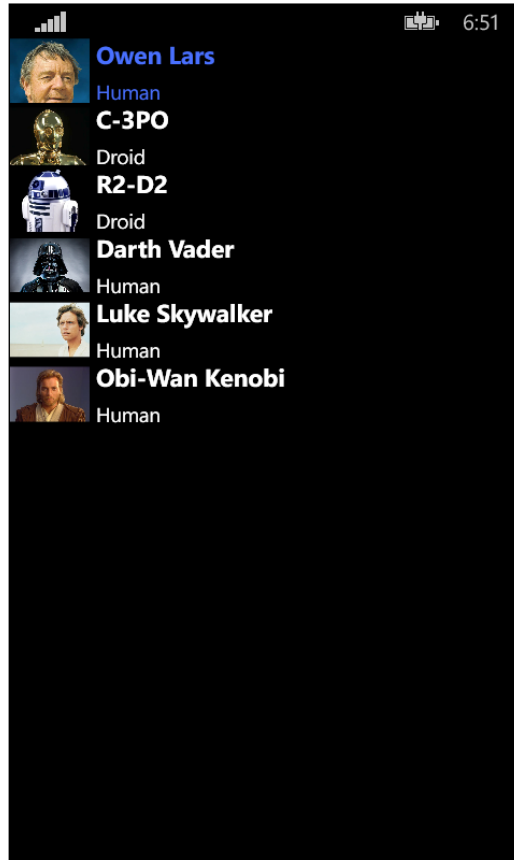 6:51
Owen Lars
Human
C-3PO
Droid
R2-D2
Droid
Darth Vader
Human
Luke Skywalker
Human
Obi-Wan Kenobi
Human